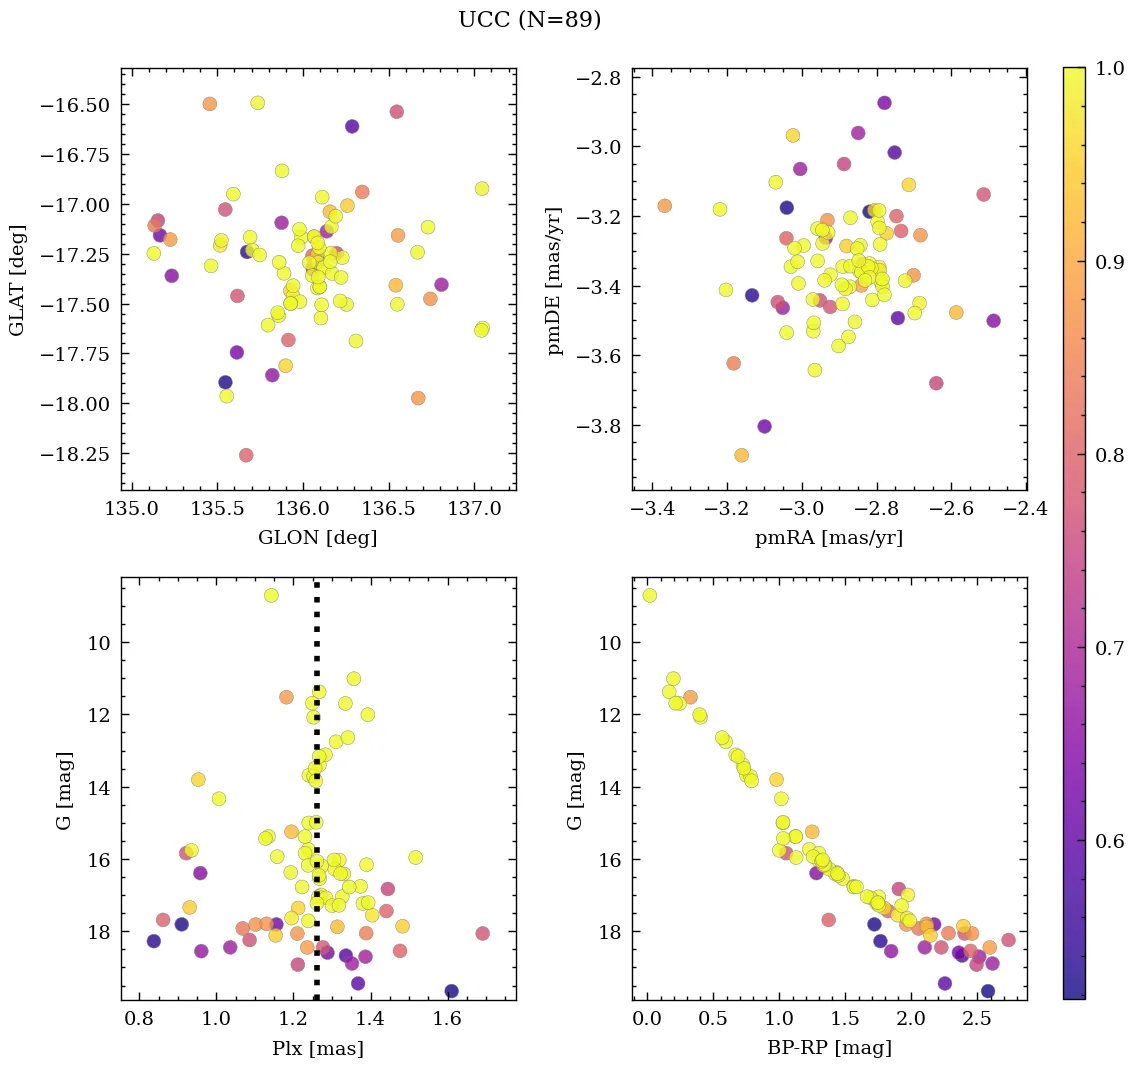 UCC (N=89)
−16.50
−16.75
−17.00
−17.25
−17.50
−17.75
−18.00
−18.25
GLAT [deg]
135.0 135.5 136.0 136.5 137.0
GLON [deg]
−2.8
−3.0
−3.2
−3.4
−3.6
−3.8
pmDE [mas/yr]
−3.4 −3.2 −3.0 −2.8 −2.6 −2.4
pmRA [mas/yr]
10
12
14
16
18
G [mag]
0.8 1.0 1.2 1.4 1.6
Plx [mas]
10
12
14
16
18
G [mag]
0.0 0.5 1.0 1.5 2.0 2.5
BP-RP [mag]
1.0
0.9
0.8
0.7
0.6